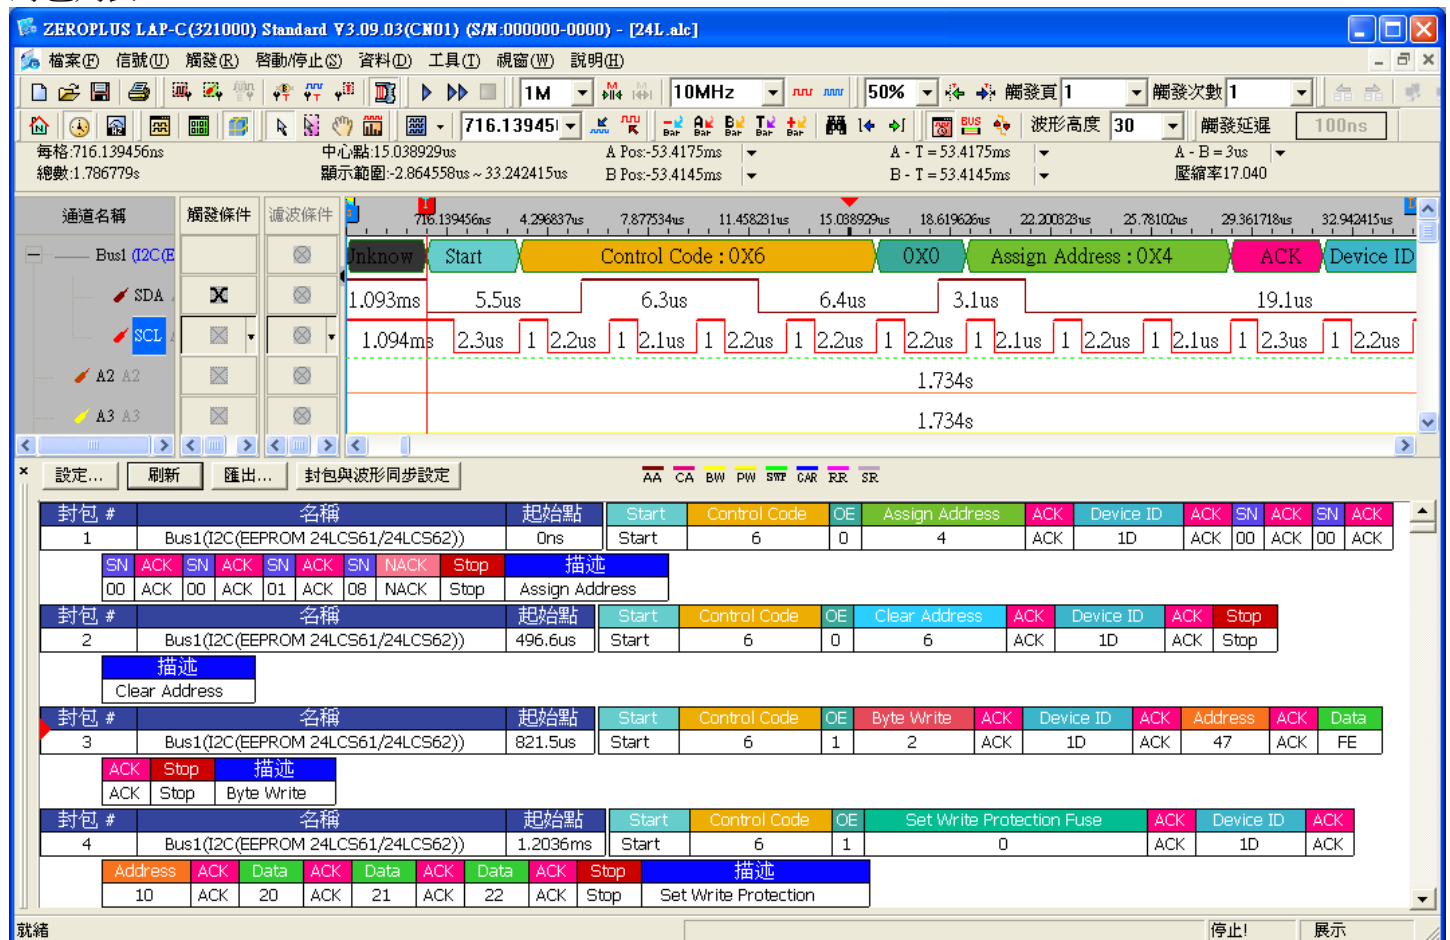 ZEROPLUS LAP-C(321000) Standard V3.09.03(CN01) (S/N:000000-0000) - [24L.alc]
檔案(F) 信號(U) 觸發(R) 啓動/停止(S) 資料(D) 工具(T) 視窗(W) 說明(H)
1M 10MHz 50% 觸發頁 1 觸發次數 1
716.13945 Bar Bar Bar Bar Bar BUS 波形高度 30 觸發延遲 100ns
每格:716.139456ns 中心點:15.038929us A Pos:-53.4175ms A - T = 53.4175ms A - B = 3us
總數:1.786779s 顯示範圍:-2.864558us ~ 33.242415us B Pos:-53.4145ms B - T = 53.4145ms 壓縮率17.040
通道名稱 觸發條件 濾波條件 716.139456ns 4.296837us 7.877534us 11.458231us 15.038929us 18.619626us 22.200323us 25.78102us 29.361718us 32.942415us
Bus1 (I2C(E Unknow Start Control Code : 0X6 0X0 Assign Address : 0X4 ACK Device ID
SDA 1.093ms 5.5us 6.3us 6.4us 3.1us 19.1us
SCL 1.094ms 2.3us 1 2.2us 1 2.1us 1 2.2us 1 2.2us 1 2.2us 1 2.1us 1 2.2us 1 2.1us 1 2.3us 1 2.2us
A2 A2 1.734s
A3 A3 1.734s
設定... 刷新 匯出... 封包與波形同步設定 AA CA BW PW SWP CAR RR SR
封包 # 名稱 起始點 Start Control Code OE Assign Address ACK Device ID ACK SN ACK SN ACK
1 Bus1(I2C(EEPROM 24LCS61/24LCS62)) 0ns Start 6 0 4 ACK 1D ACK 00 ACK 00 ACK
SN ACK SN ACK SN ACK SN NACK Stop 描述
00 ACK 00 ACK 01 ACK 08 NACK Stop Assign Address
封包 # 名稱 起始點 Start Control Code OE Clear Address ACK Device ID ACK Stop
2 Bus1(I2C(EEPROM 24LCS61/24LCS62)) 496.6us Start 6 0 6 ACK 1D ACK Stop
描述
Clear Address
封包 # 名稱 起始點 Start Control Code OE Byte Write ACK Device ID ACK Address ACK Data
3 Bus1(I2C(EEPROM 24LCS61/24LCS62)) 821.5us Start 6 1 2 ACK 1D ACK 47 ACK FE
ACK Stop 描述
ACK Stop Byte Write
封包 # 名稱 起始點 Start Control Code OE Set Write Protection Fuse ACK Device ID ACK
4 Bus1(I2C(EEPROM 24LCS61/24LCS62)) 1.2036ms Start 6 1 0 ACK 1D ACK
Address ACK Data ACK Data ACK Data ACK Stop 描述
10 ACK 20 ACK 21 ACK 22 ACK Stop Set Write Protection
就緒 停止! 展示